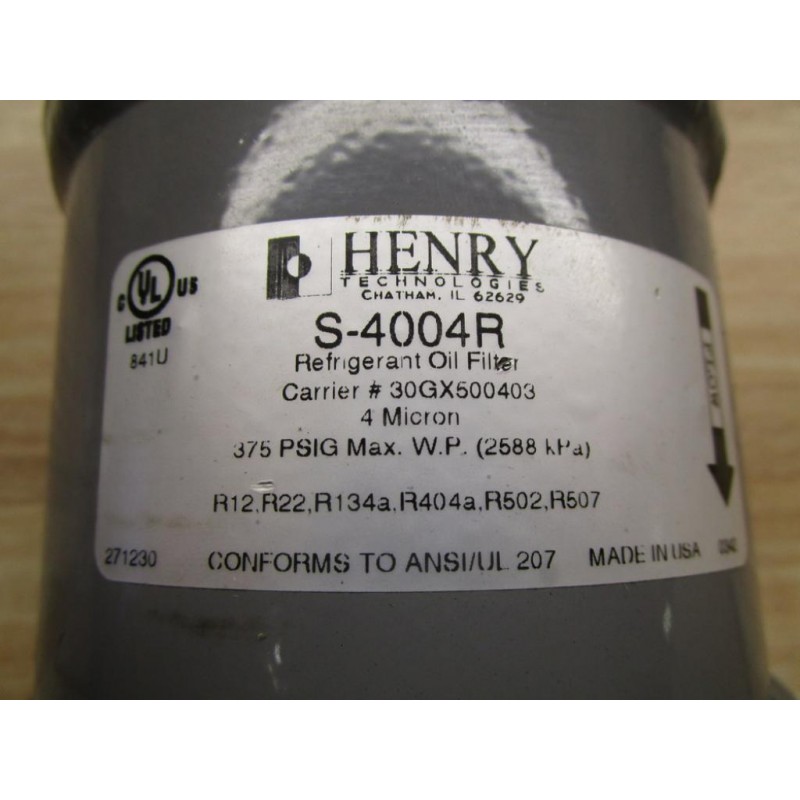 HENRY
TECHNOLOGIES
CHATHAM, IL 62629
C UL US
LISTED
841U
S-4004R
Refrigerant Oil Filter
Carrier # 30GX500403
4 Micron
375 PSIG Max. W.P. (2588 kPa)
R12,R22,R134a,R404a,R502,R507
FLOW
271230 CONFORMS TO ANSI/UL 207 MADE IN USA